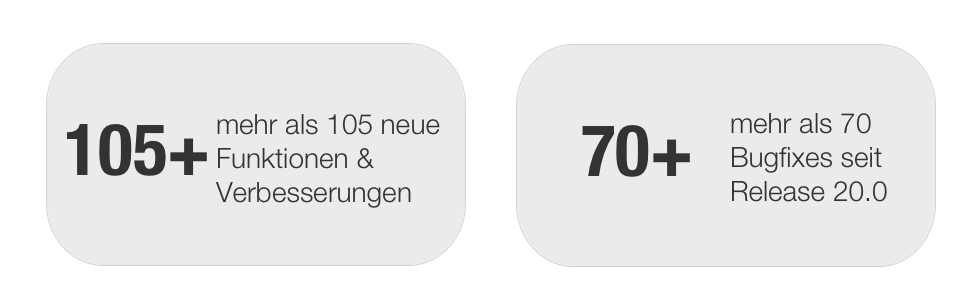 105+
mehr als 105 neue
Funktionen &
Verbesserungen
70+
mehr als 70
Bugfixes seit
Release 20.0